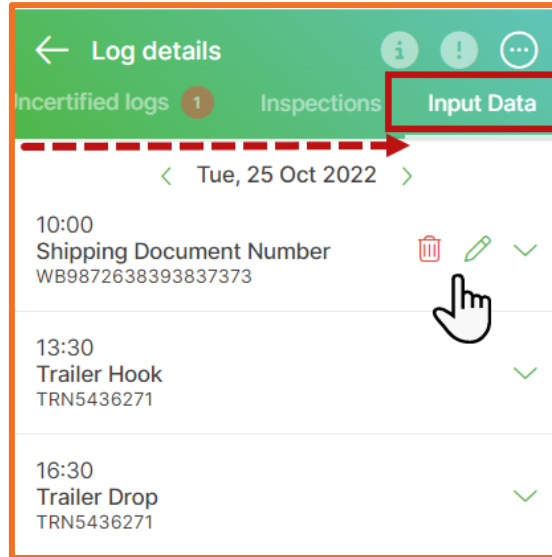 Log details
Uncertified logs 1 Inspections Input Data
Tue, 25 Oct 2022
10:00
Shipping Document Number
WB9872638393837373
13:30
Trailer Hook
TRN5436271
16:30
Trailer Drop
TRN5436271